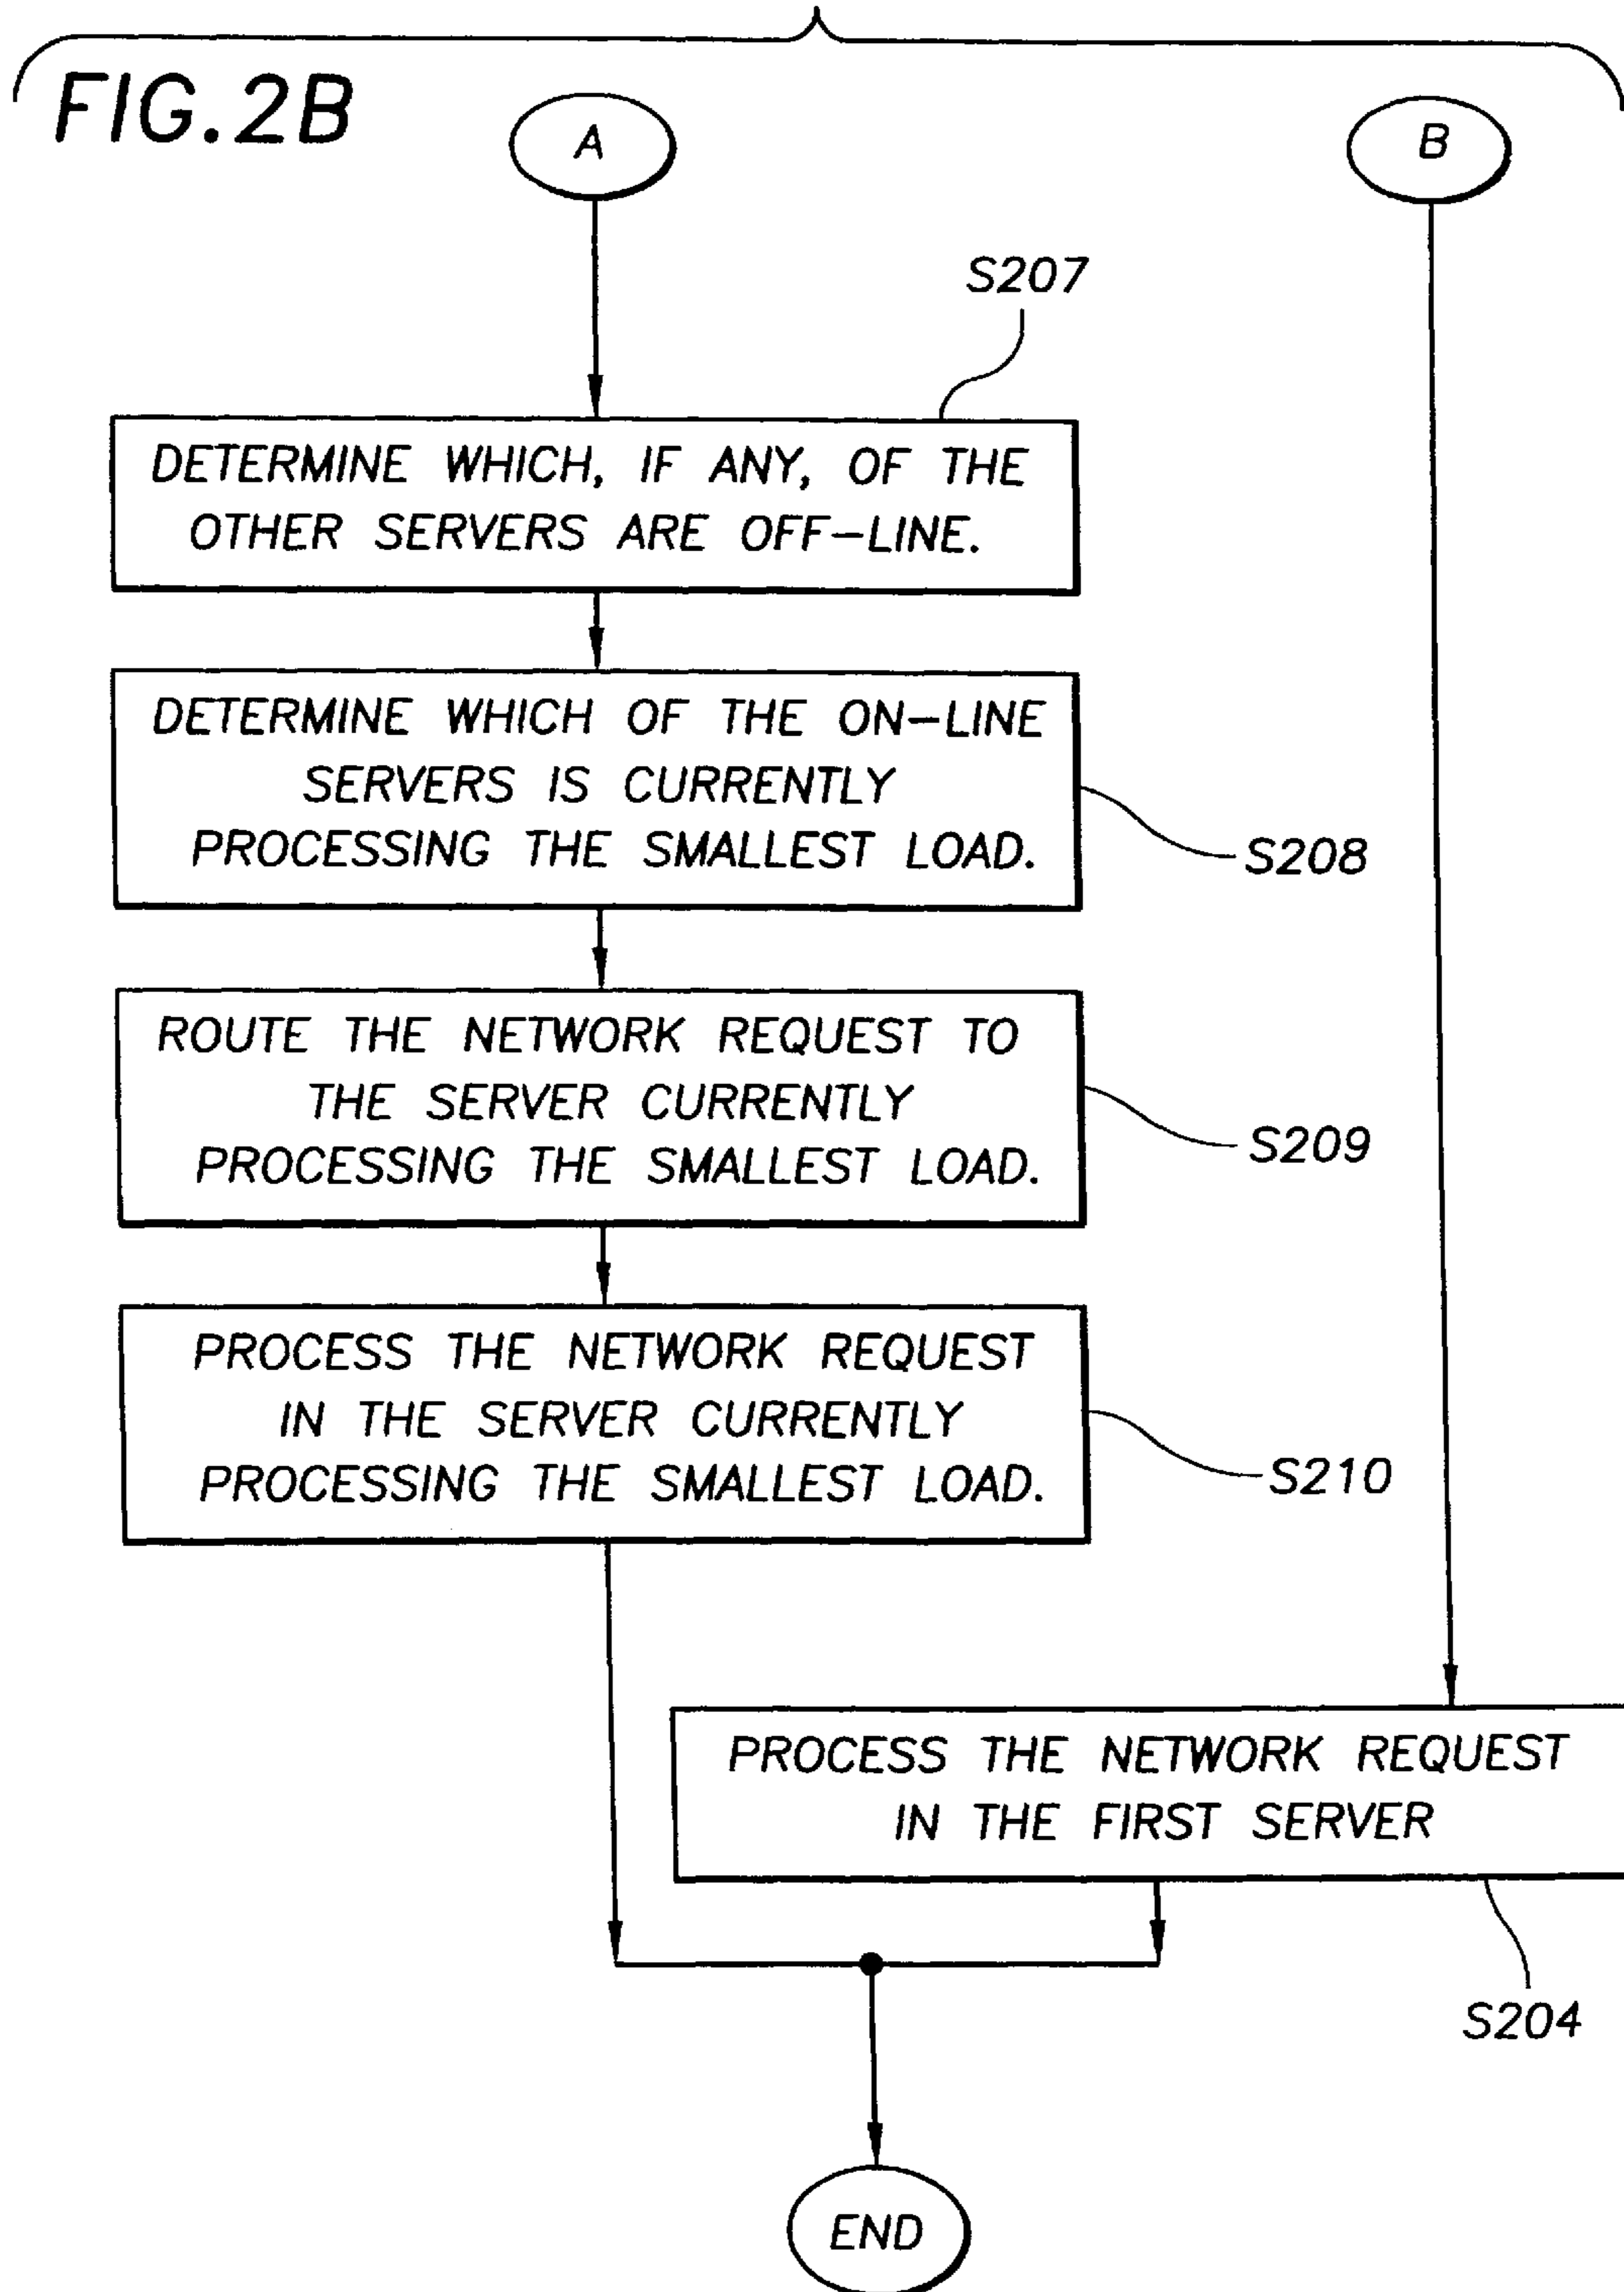 FIG.2B
A
B
S207
DETERMINE WHICH, IF ANY, OF THE
OTHER SERVERS ARE OFF-LINE.
DETERMINE WHICH OF THE ON-LINE
SERVERS IS CURRENTLY
PROCESSING THE SMALLEST LOAD.
S208
ROUTE THE NETWORK REQUEST TO
THE SERVER CURRENTLY
PROCESSING THE SMALLEST LOAD.
S209
PROCESS THE NETWORK REQUEST
IN THE SERVER CURRENTLY
PROCESSING THE SMALLEST LOAD.
S210
PROCESS THE NETWORK REQUEST
IN THE FIRST SERVER
S204
END